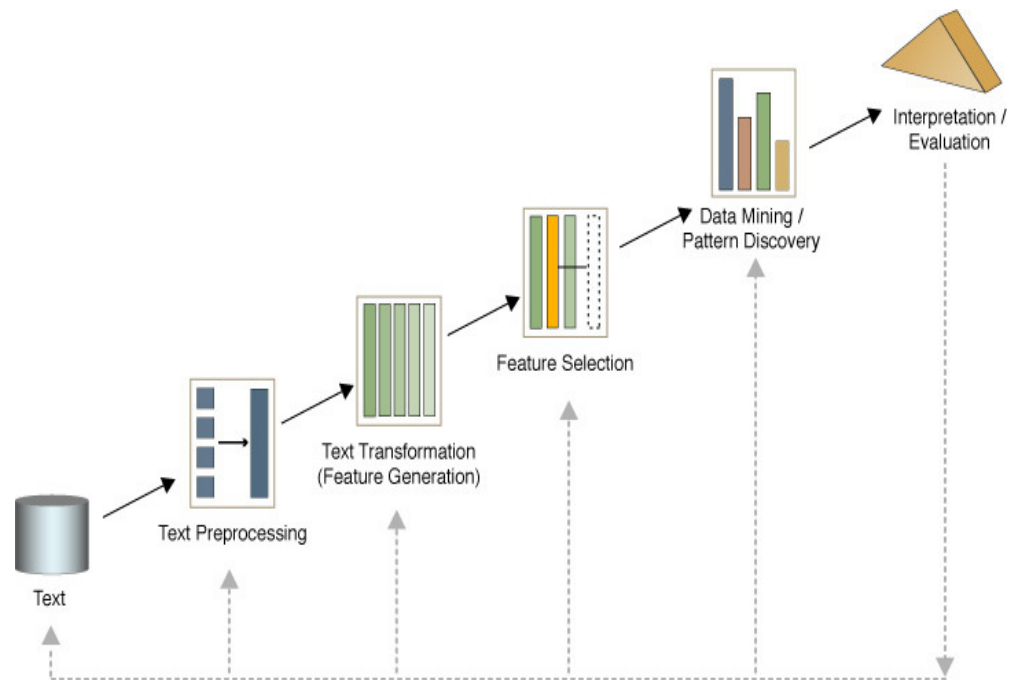 Text
Text Preprocessing
Text Transformation
(Feature Generation)
Feature Selection
Data Mining /
Pattern Discovery
Interpretation /
Evaluation